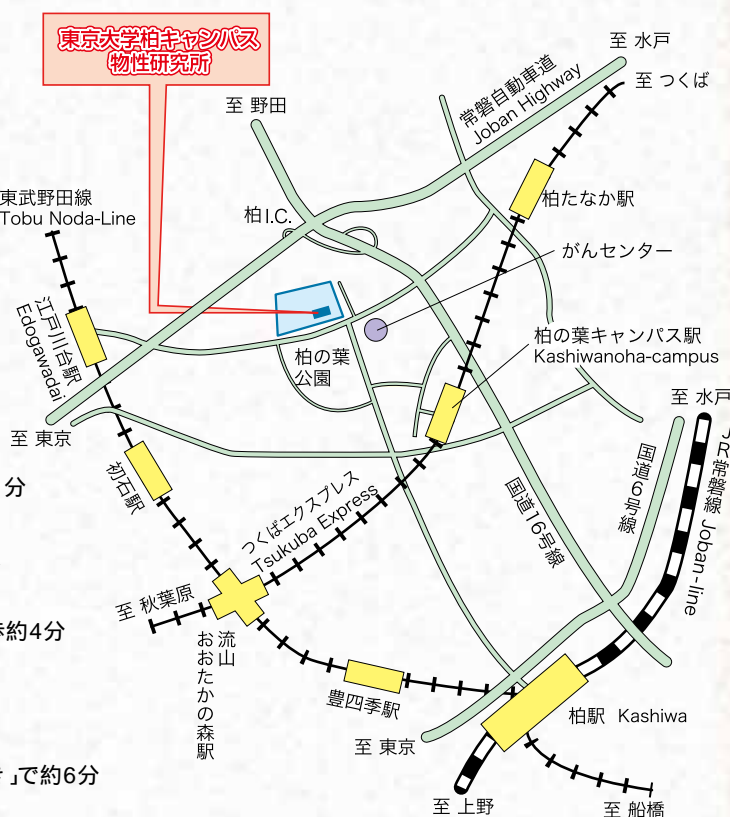 東京大学柏キャンパス
物性研究所
至 水戸
至 つくば
常磐自動車道
Joban Highway
至 野田
東武野田線
Tobu Noda-Line
柏I.C.
柏たなか駅
がんセンター
江戸川台駅
Edogawadai
柏の葉
公園
柏の葉キャンパス駅
Kashiwanoha-campus
至 水戸
至 東京
初石駅
分
国道6号線
JR常磐線 Joban-line
国道16号線
つくばエクスプレス
Tsukuba Express
至 秋葉原
約4分
流山
おおたかの森駅
豊四季駅
柏駅 Kashiwa
至 東京
」で約6分
至 上野
至 船橋